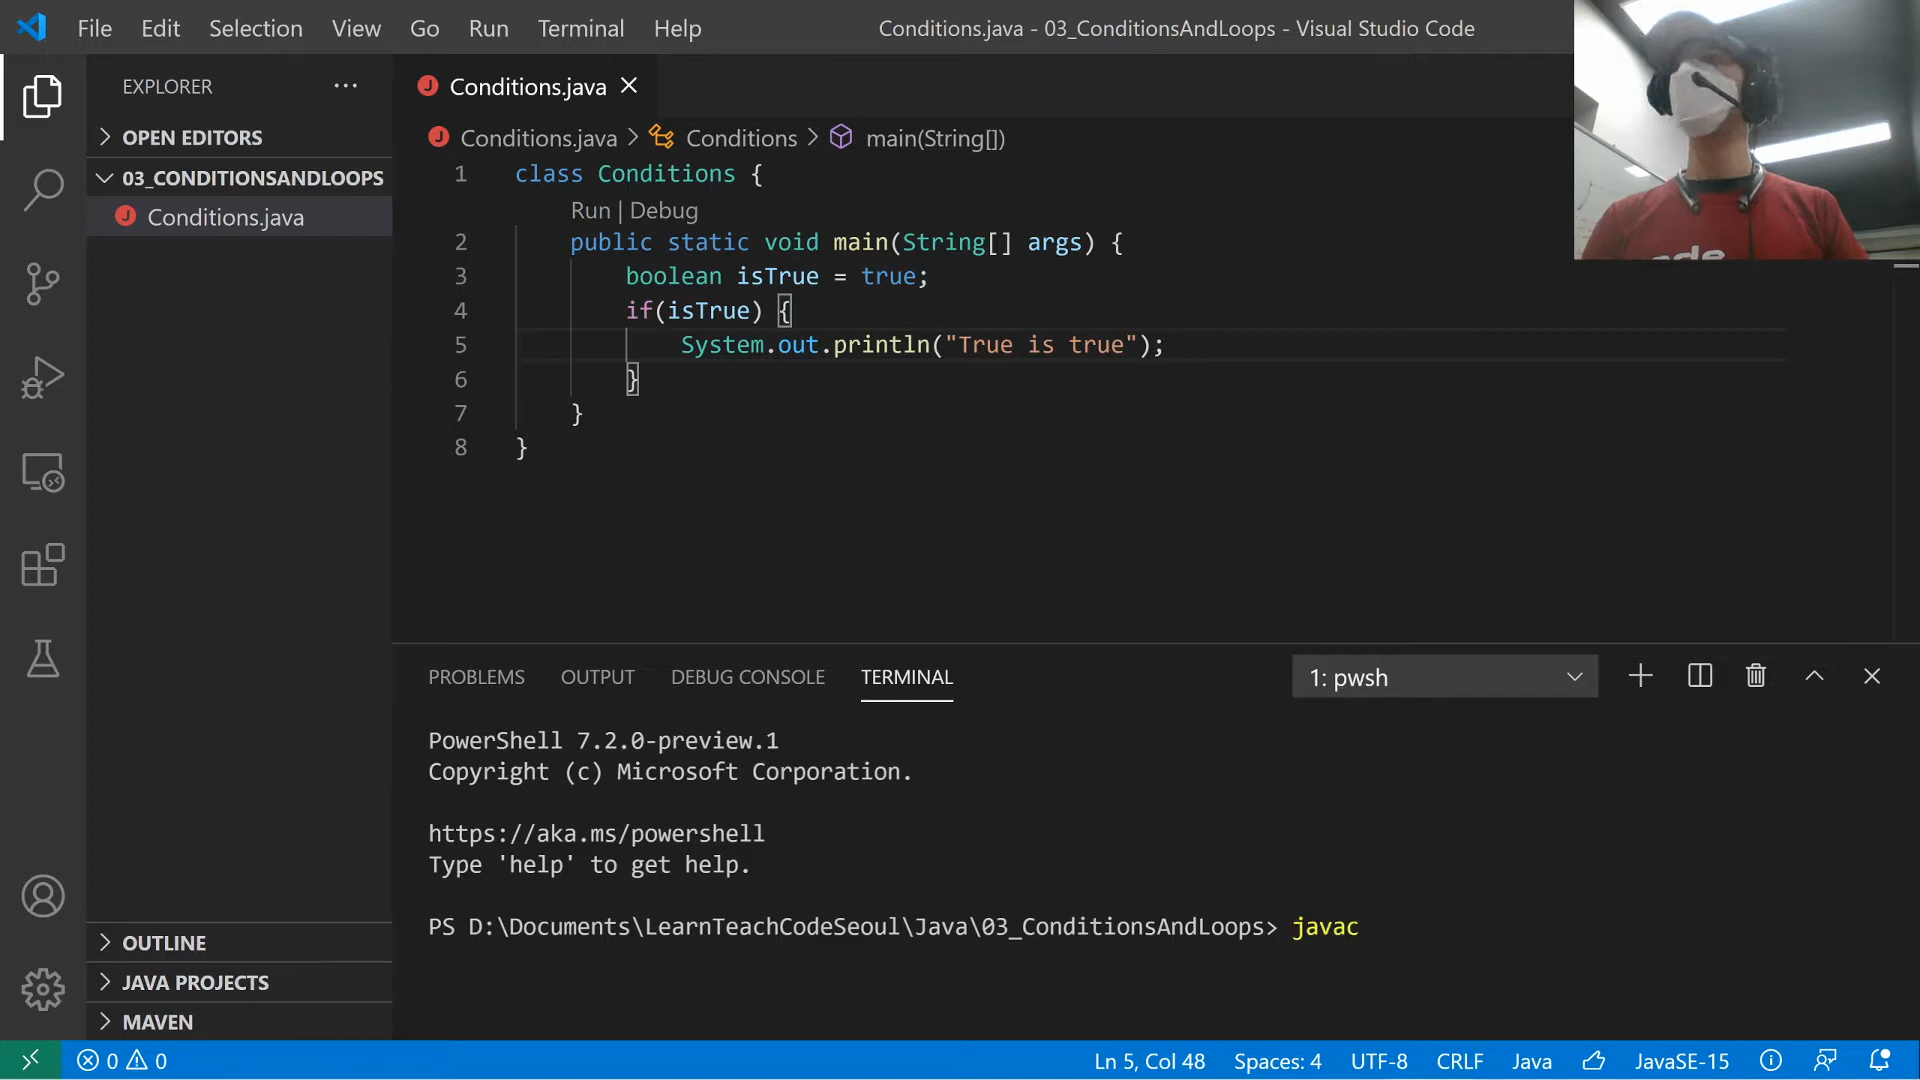 File Edit Selection View Go Run Terminal Help Conditions.java - 03_ConditionsAndLoops - Visual Studio Code
EXPLORER
OPEN EDITORS
03_CONDITIONSANDLOOPS
Conditions.java
OUTLINE
JAVA PROJECTS
MAVEN
Conditions.java
Conditions.java > Conditions > main(String[])
1 class Conditions {
Run | Debug
2 public static void main(String[] args) {
3 boolean isTrue = true;
4 if(isTrue) {
5 System.out.println("True is true");
6 }
7 }
8 }
PROBLEMS OUTPUT DEBUG CONSOLE TERMINAL 1: pwsh
PowerShell 7.2.0-preview.1
Copyright (c) Microsoft Corporation.
https://aka.ms/powershell
Type 'help' to get help.
PS D:\Documents\LearnTeachCodeSeoul\Java\03_ConditionsAndLoops> javac
0 0 Ln 5, Col 48 Spaces: 4 UTF-8 CRLF Java JavaSE-15